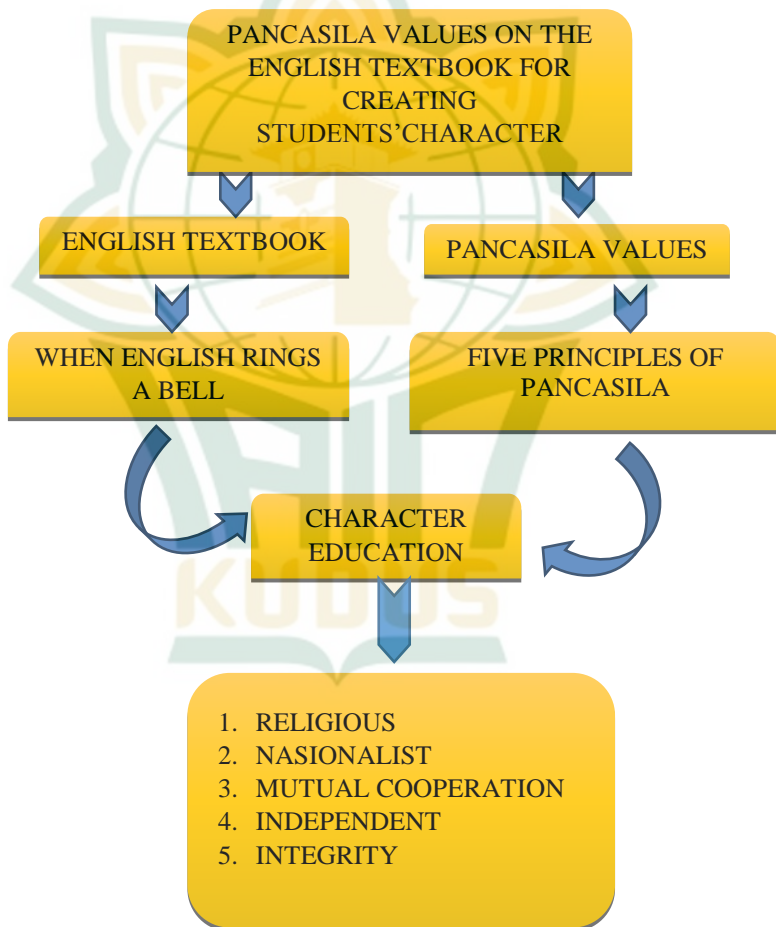 PANCASILA VALUES ON THE
ENGLISH TEXTBOOK FOR
CREATING
STUDENTS'CHARACTER
ENGLISH TEXTBOOK
PANCASILA VALUES
WHEN ENGLISH RINGS
A BELL
FIVE PRINCIPLES OF
PANCASILA
CHARACTER
EDUCATION
KUDUS
1. RELIGIOUS
2. NASIONALIST
3. MUTUAL COOPERATION
4. INDEPENDENT
5. INTEGRITY